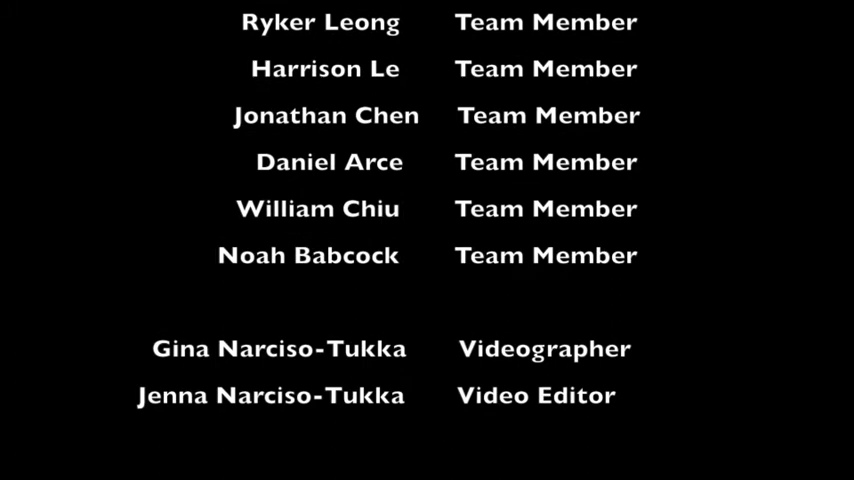 Ryker Leong Team Member
Harrison Le Team Member
Jonathan Chen Team Member
Daniel Arce Team Member
William Chiu Team Member
Noah Babcock Team Member
Gina Narciso-Tukka Videographer
Jenna Narciso-Tukka Video Editor